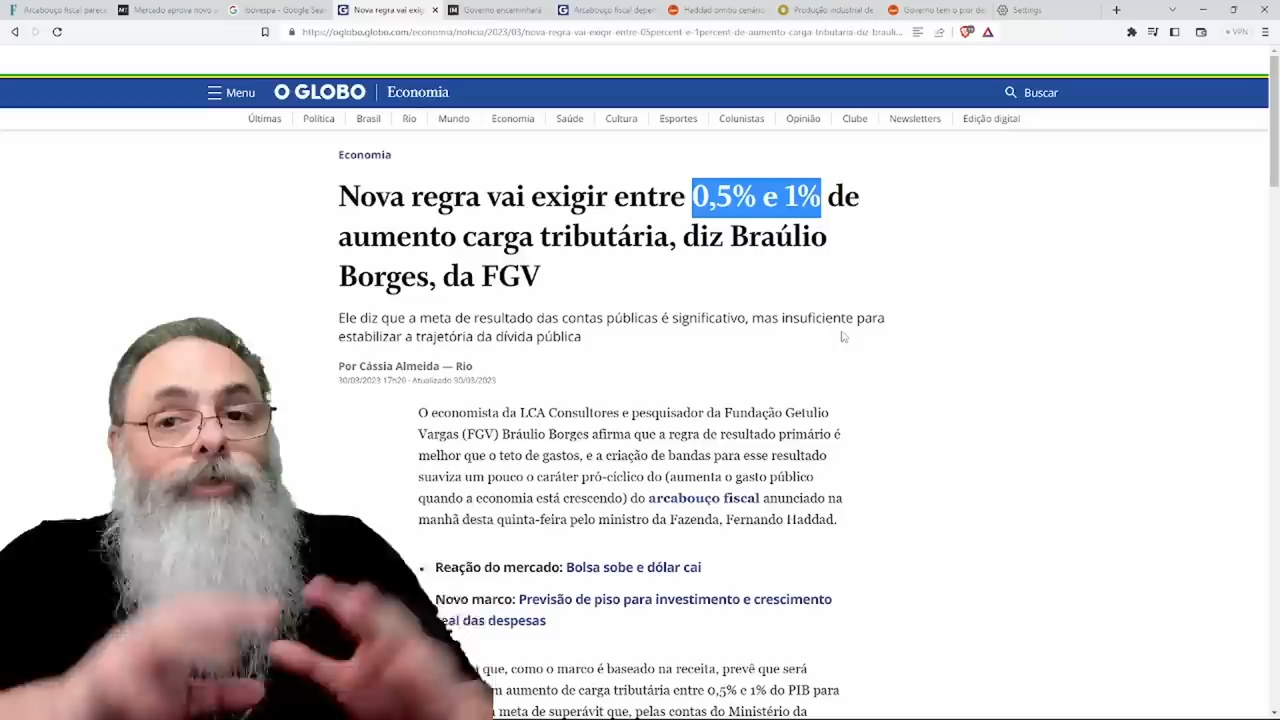 Arcabouço fiscal parece
Mercado aprova novo a
ibovespa - Google Sear
Nova regra vai exig
Governo encaminhará
Arcabouço fiscal depen
Haddad omitiu cenário
Produção industrial de
Governo tem o pior de
Settings
https://oglobo.globo.com/economia/noticia/2023/03/nova-regra-vai-exigir-entre-05percent-e-1percent-de-aumento-carga-tributaria-diz-brauli...
VPN
Menu
O GLOBO
Economia
Buscar
Últimas Política Brasil Rio Mundo Economia Saúde Cultura Esportes Colunistas Opinião Clube Newsletters Edição digital
Economia
Nova regra vai exigir entre 0,5% e 1% de
aumento carga tributária, diz Braúlio
Borges, da FGV
Ele diz que a meta de resultado das contas públicas é significativo, mas insuficiente para
estabilizar a trajetória da dívida pública
Por Cássia Almeida — Rio
30/03/2023 17h20 · Atualizado 30/03/2023
O economista da LCA Consultores e pesquisador da Fundação Getulio
Vargas (FGV) Bráulio Borges afirma que a regra de resultado primário é
melhor que o teto de gastos, e a criação de bandas para esse resultado
suaviza um pouco o caráter pró-cíclico do (aumenta o gasto público
quando a economia está crescendo) do arcabouço fiscal anunciado na
manhã desta quinta-feira pelo ministro da Fazenda, Fernando Haddad.
Reação do mercado: Bolsa sobe e dólar cai
Novo marco: Previsão de piso para investimento e crescimento
eal das despesas
que, como o marco é baseado na receita, prevê que será
m aumento de carga tributária entre 0,5% e 1% do PIB para
meta de superávit que, pelas contas do Ministério da